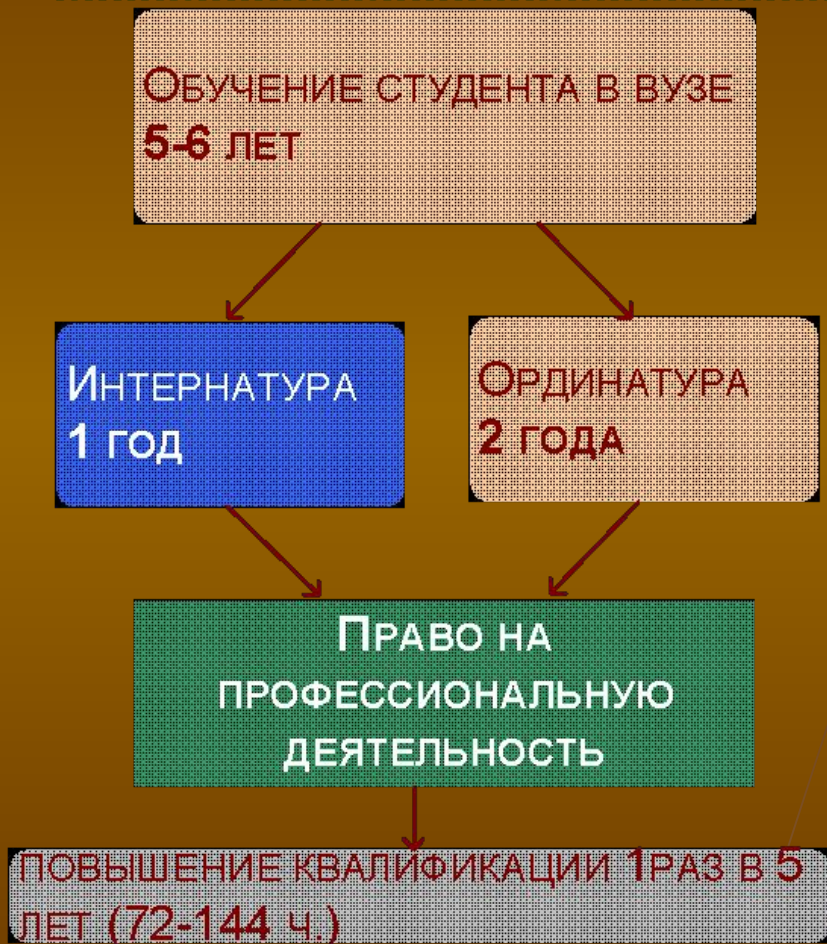 Обучение студента в вузе
5-6 лет
Интернатура
1 год
Ординатура
2 года
Право на
профессиональную
деятельность
повышение квалификации 1раз в 5
лет (72-144 ч.)